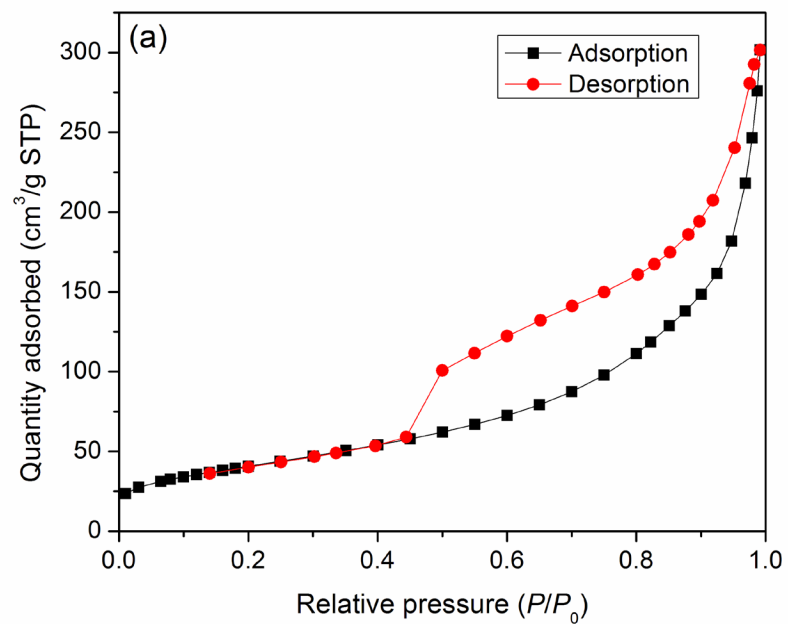 (a)
Adsorption
Desorption
Quantity adsorbed (cm³/g STP)
300
250
200
150
100
50
0
0.0 0.2 0.4 0.6 0.8 1.0
Relative pressure (P/P₀)